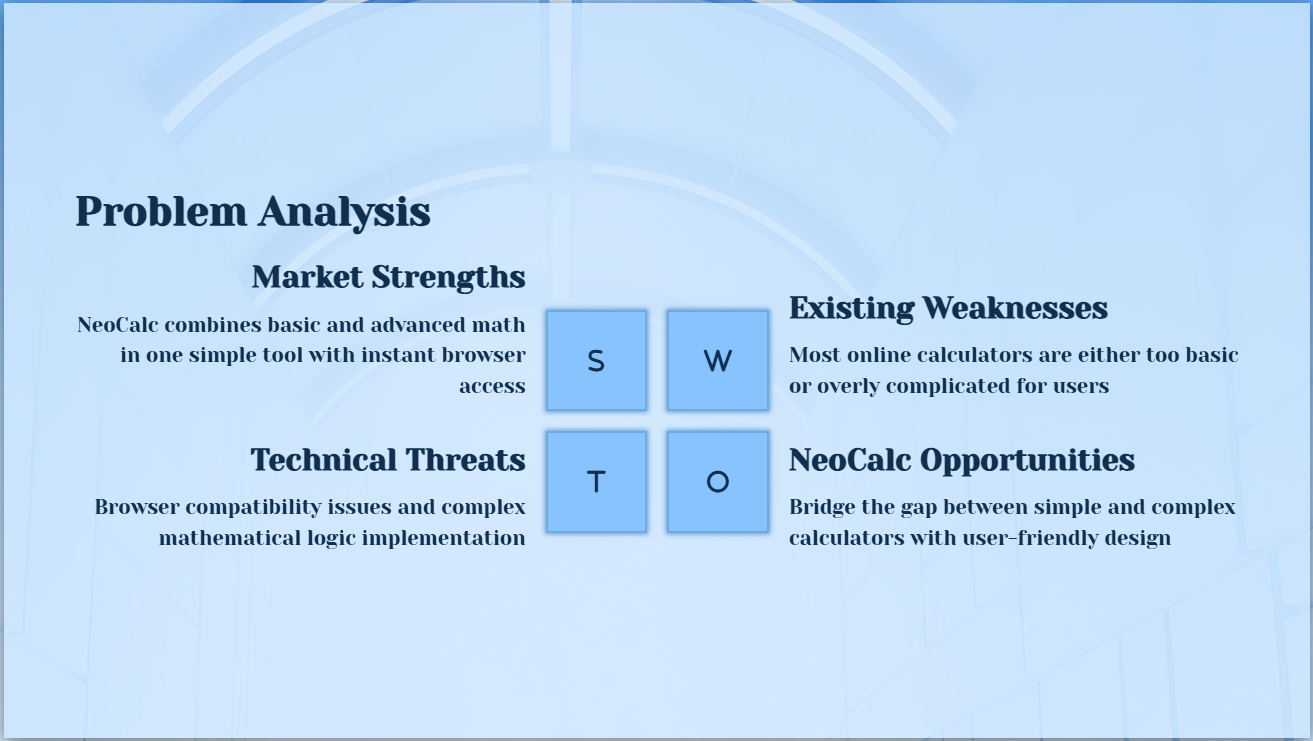 Problem Analysis
Market Strengths
NeoCalc combines basic and advanced math
in one simple tool with instant browser
access
S
W
Existing Weaknesses
Most online calculators are either too basic
or overly complicated for users
Technical Threats
Browser compatibility issues and complex
mathematical logic implementation
T
O
NeoCalc Opportunities
Bridge the gap between simple and complex
calculators with user-friendly design